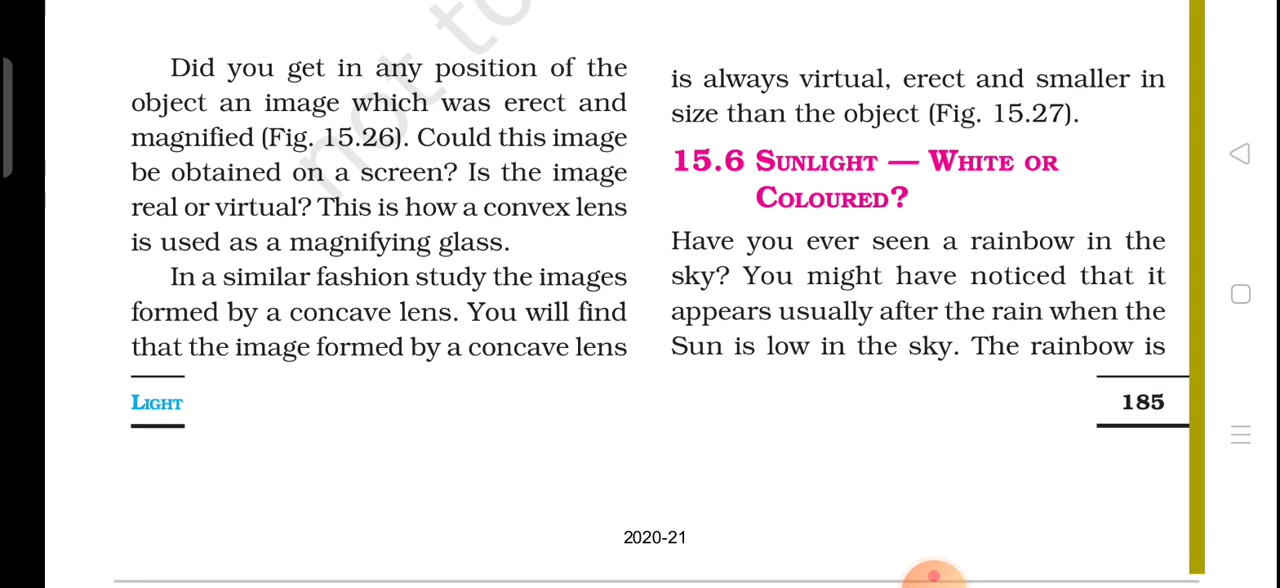 Did you get in any position of the
object an image which was erect and
magnified (Fig. 15.26). Could this image
be obtained on a screen? Is the image
real or virtual? This is how a convex lens
is used as a magnifying glass.
In a similar fashion study the images
formed by a concave lens. You will find
that the image formed by a concave lens
is always virtual, erect and smaller in
size than the object (Fig. 15.27).
15.6 SUNLIGHT — WHITE OR
COLOURED?
Have you ever seen a rainbow in the
sky? You might have noticed that it
appears usually after the rain when the
Sun is low in the sky. The rainbow is
LIGHT
185
2020-21
not to